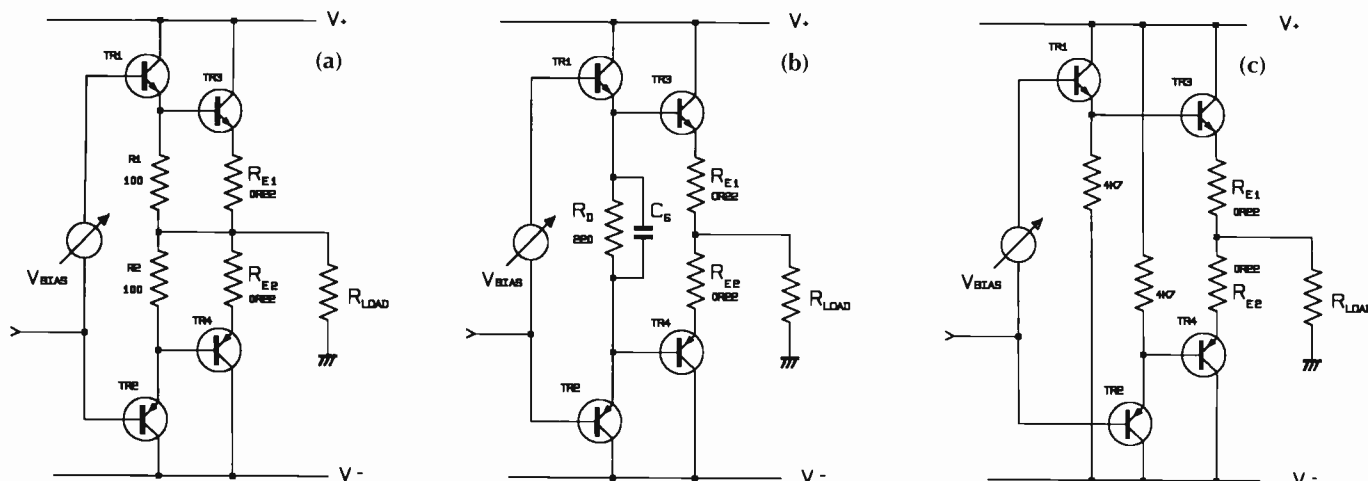 (a)
V+
TR1
TR3
R1
100
RE1
0R22
VBIAS
R2
100
RE2
0R22
RLOAD
TR4
TR2
V-
(b)
V+
TR1
TR3
RE1
0R22
RD
220
CS
VBIAS
RE2
0R22
RLOAD
TR4
TR2
V-
(c)
V+
TR1
TR3
4K7
RE1
0R22
VBIAS
4K7
0R22
RE2
RLOAD
TR4
TR2
V-